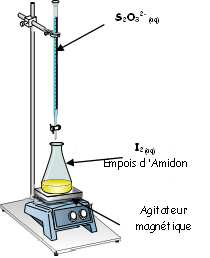 S₂O₃²⁻ (aq)
I₂(aq)
Empois d'Amidon
Agitateur
magnétique